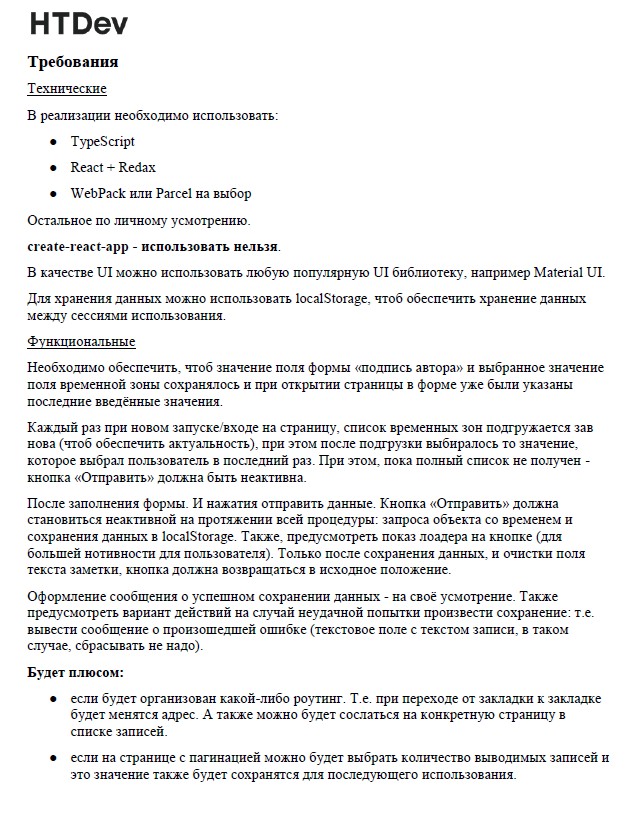 HTDev
Требования
Технические
В реализации необходимо использовать:
● TypeScript
● React + Redax
● WebPack или Parcel на выбор
Остальное по личному усмотрению.
create-react-app - использовать нельзя.
В качестве UI можно использовать любую популярную UI библиотеку, например Material UI.
Для хранения данных можно использовать localStorage, чтоб обеспечить хранение данных
между сессиями использования.
Функциональные
Необходимо обеспечить, чтоб значение поля формы «подпись автора» и выбранное значение
поля временной зоны сохранялось и при открытии страницы в форме уже были указаны
последние введённые значения.
Каждый раз при новом запуске/входе на страницу, список временных зон подгружается зав
нова (чтоб обеспечить актуальность), при этом после подгрузки выбиралось то значение,
которое выбрал пользователь в последний раз. При этом, пока полный список не получен -
кнопка «Отправить» должна быть неактивна.
После заполнения формы. И нажатия отправить данные. Кнопка «Отправить» должна
становиться неактивной на протяжении всей процедуры: запроса объекта со временем и
сохранения данных в localStorage. Также, предусмотреть показ лоадера на кнопке (для
большей нотивности для пользователя). Только после сохранения данных, и очистки поля
текста заметки, кнопка должна возвращаться в исходное положение.
Оформление сообщения о успешном сохранении данных - на своё усмотрение. Также
предусмотреть вариант действий на случай неудачной попытки произвести сохранение: т.е.
вывести сообщение о произошедшей ошибке (текстовое поле с текстом записи, в таком
случае, сбрасывать не надо).
Будет плюсом:
● если будет организован какой-либо роутинг. Т.е. при переходе от закладки к закладке
будет менятся адрес. А также можно будет сослаться на конкретную страницу в
списке записей.
● если на странице с пагинацией можно будет выбрать количество выводимых записей и
это значение также будет сохранятся для последующего использования.